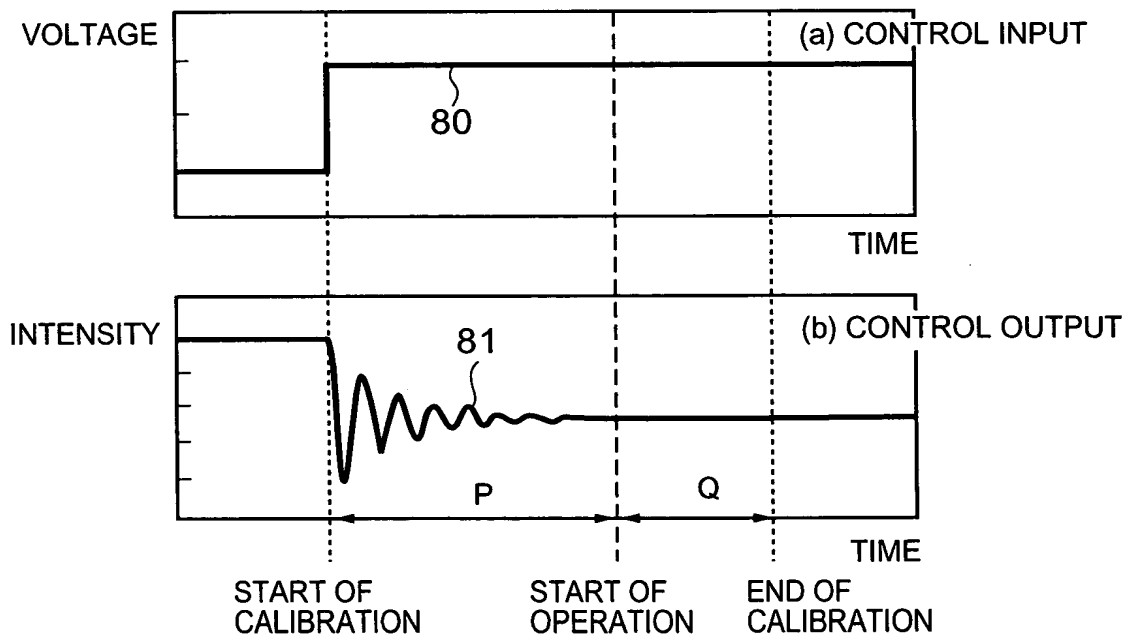 VOLTAGE
(a) CONTROL INPUT
80
TIME
INTENSITY
(b) CONTROL OUTPUT
81
P
Q
TIME
START OF
CALIBRATION
START OF
OPERATION
END OF
CALIBRATION